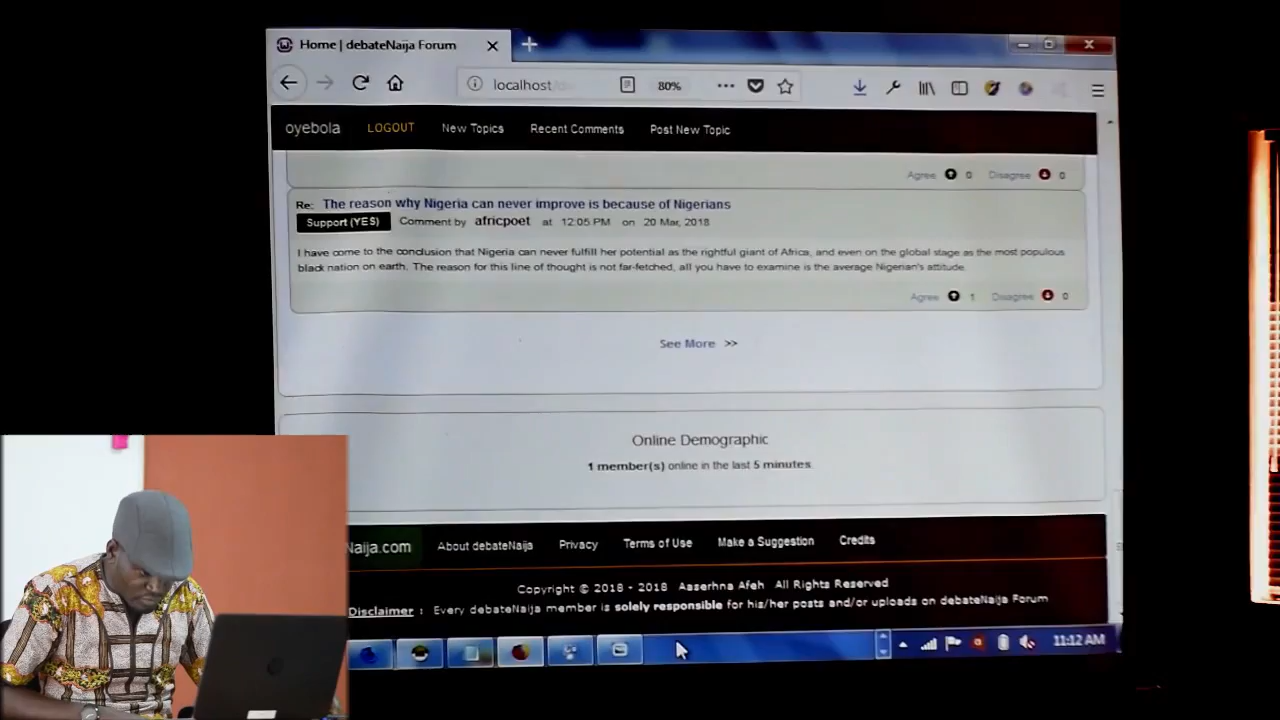 Home | debateNaija Forum
localhost/
80%
oyebola LOGOUT New Topics Recent Comments Post New Topic
Agree 0 Disagree 0
Re: The reason why Nigeria can never improve is because of Nigerians
Support (YES) Comment by africpoet at 12:05 PM on 20 Mar, 2018
I have come to the conclusion that Nigeria can never fulfill her potential as the rightful giant of Africa, and even on the global stage as the most populous
black nation on earth. The reason for this line of thought is not far-fetched, all you have to examine is the average Nigerian's attitude.
Agree 1 Disagree 0
See More >>
Online Demographic
1 member(s) online in the last 5 minutes
Naija.com About debateNaija Privacy Terms of Use Make a Suggestion Credits
Copyright © 2018 - 2018 Aaserhna Afeh All Rights Reserved
Disclaimer : Every debateNaija member is solely responsible for his/her posts and/or uploads on debateNaija Forum
11:12 AM